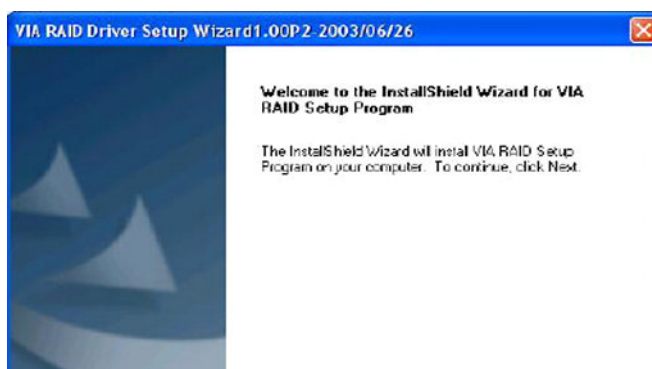 VIA RAID Driver Setup Wizard1.00P2-2003/06/26
Welcome to the InstallShield Wizard for VIA
RAID Setup Program
The InstallShield Wizard will install VIA RAID Setup
Program on your computer. To continue, click Next.